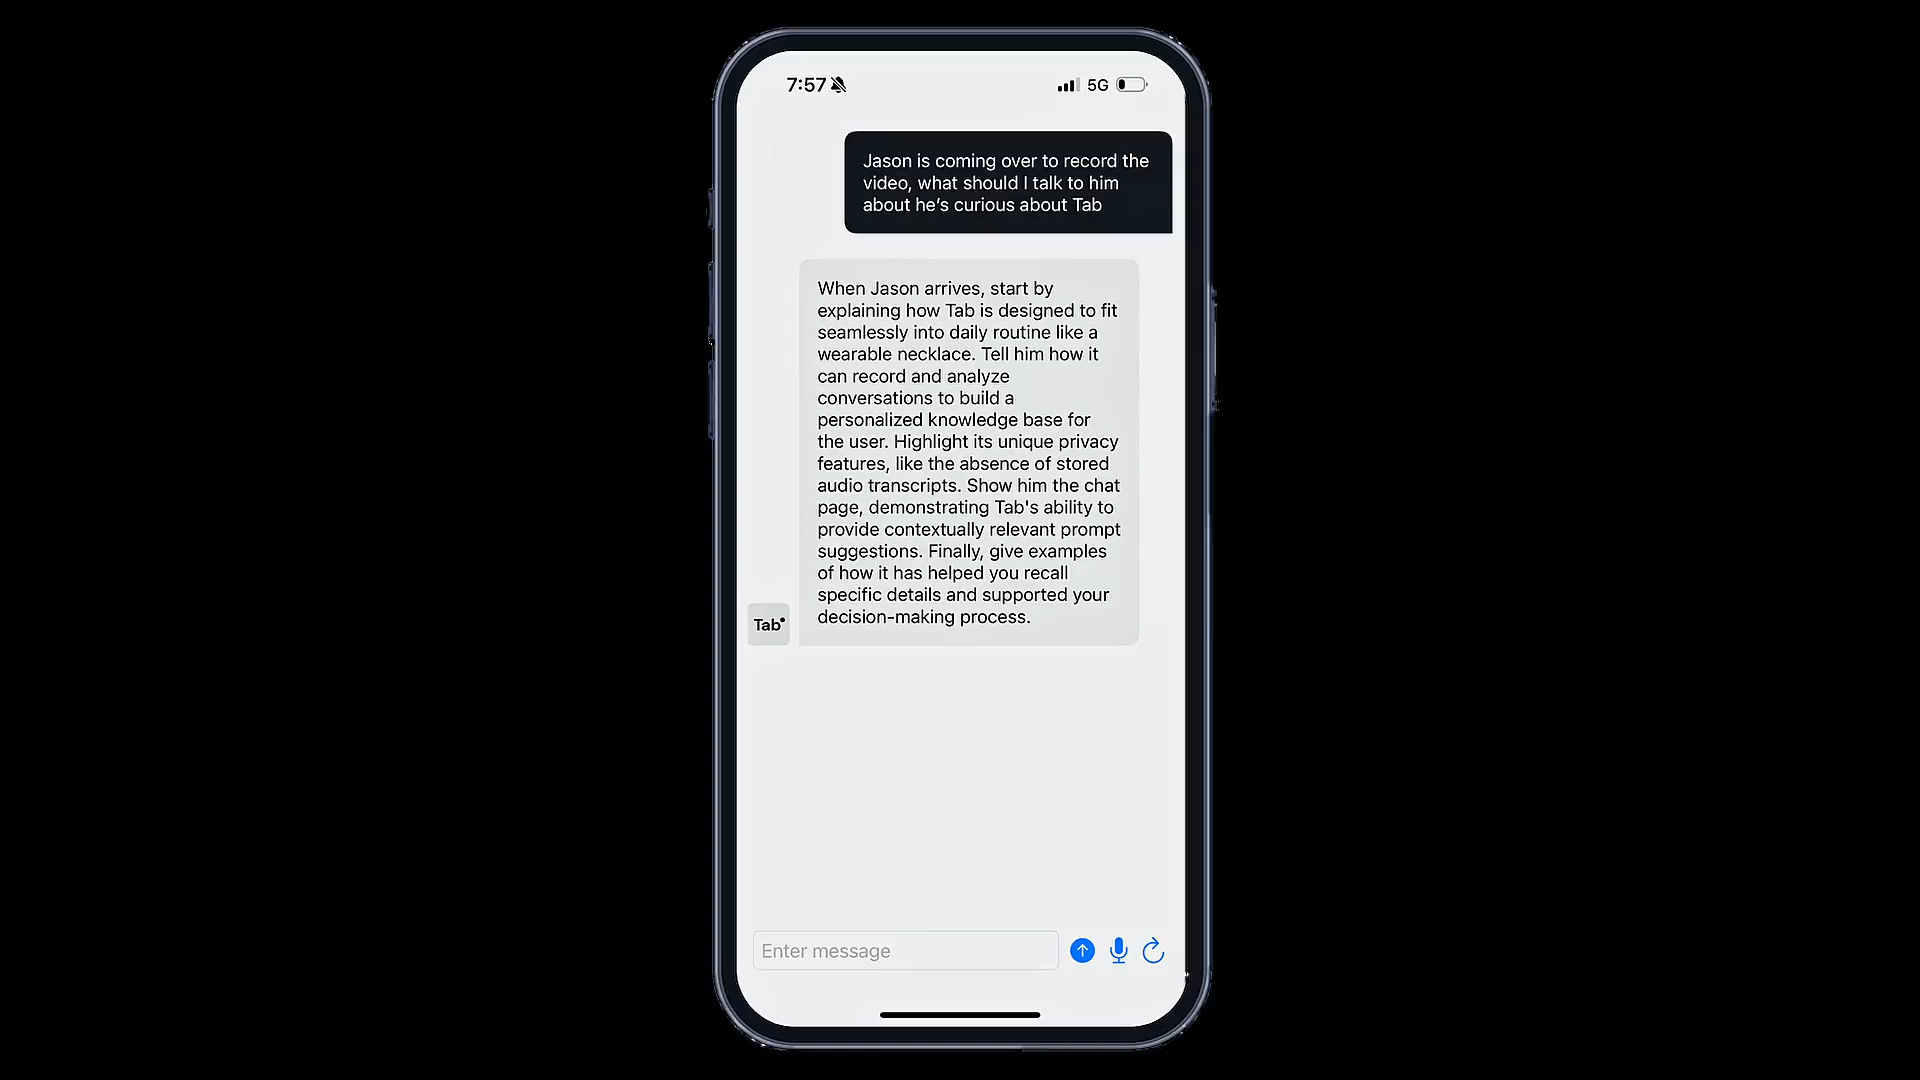 7:57
5G
Jason is coming over to record the
video, what should I talk to him
about he’s curious about Tab
When Jason arrives, start by
explaining how Tab is designed to fit
seamlessly into daily routine like a
wearable necklace. Tell him how it
can record and analyze
conversations to build a
personalized knowledge base for
the user. Highlight its unique privacy
features, like the absence of stored
audio transcripts. Show him the chat
page, demonstrating Tab's ability to
provide contextually relevant prompt
suggestions. Finally, give examples
of how it has helped you recall
specific details and supported your
decision-making process.
Tab
Enter message